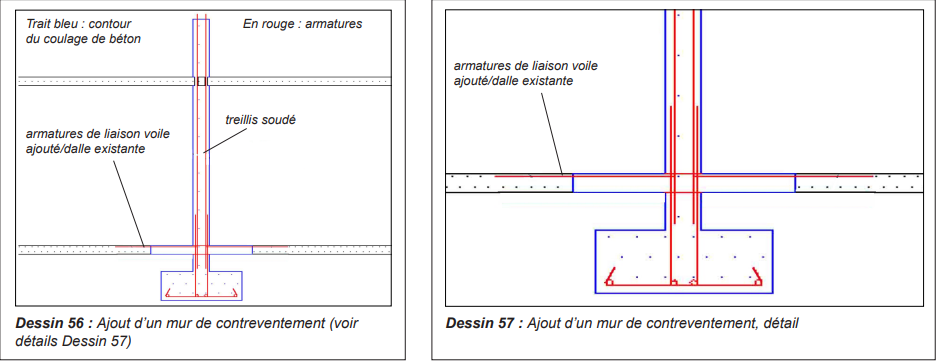 Trait bleu : contour
du coulage de béton
En rouge : armatures
treillis soudé
armatures de liaison voile
ajouté/dalle existante
Dessin 56 : Ajout d'un mur de contreventement (voir
détails Dessin 57)
armatures de liaison voile
ajouté/dalle existante
Dessin 57 : Ajout d'un mur de contreventement, détail